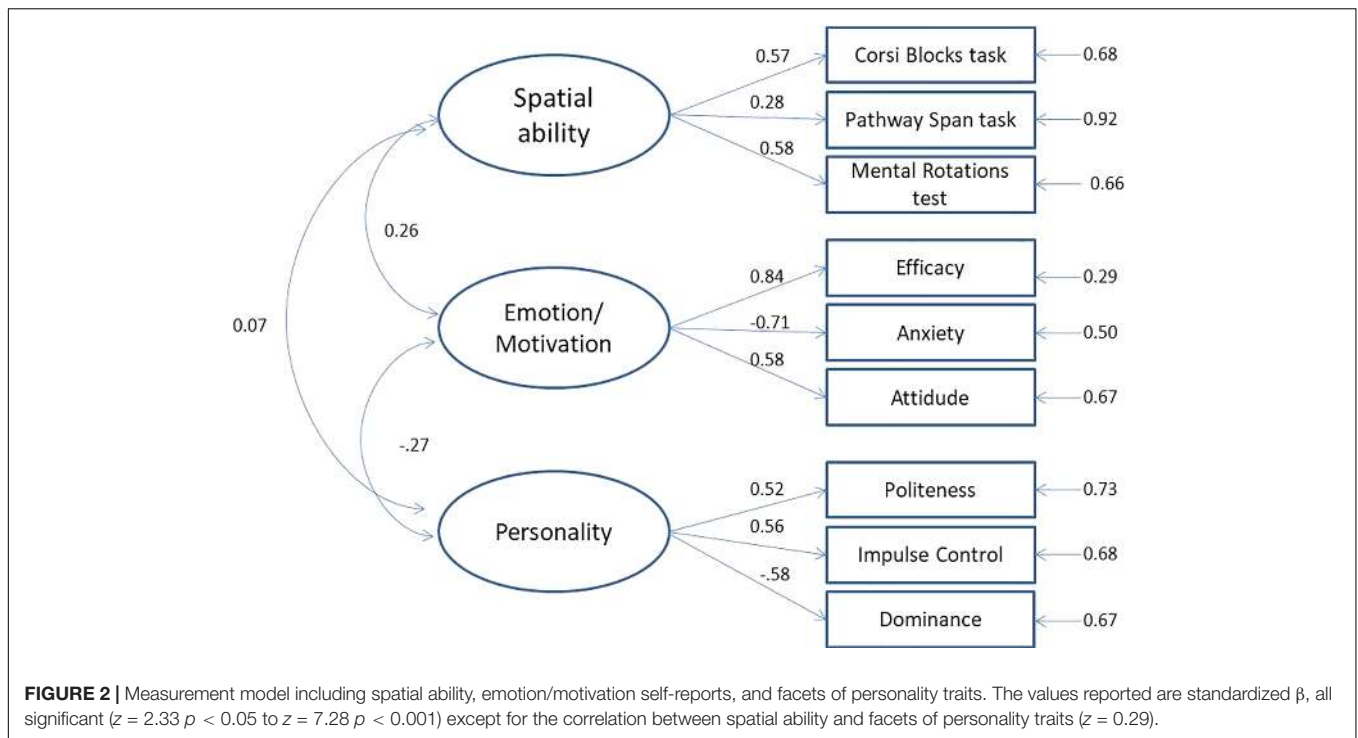 Spatial
ability
0.57
Corsi Blocks task
0.68
0.28
Pathway Span task
0.92
0.58
Mental Rotations
test
0.66
0.26
0.07
Emotion/
Motivation
0.84
Efficacy
0.29
-0.71
Anxiety
0.50
0.58
Attidude
0.67
-.27
Personality
0.52
Politeness
0.73
0.56
Impulse Control
0.68
-.58
Dominance
0.67
FIGURE 2 | Measurement model including spatial ability, emotion/motivation self-reports, and facets of personality traits. The values reported are standardized β, all
significant (z = 2.33 p < 0.05 to z = 7.28 p < 0.001) except for the correlation between spatial ability and facets of personality traits (z = 0.29).